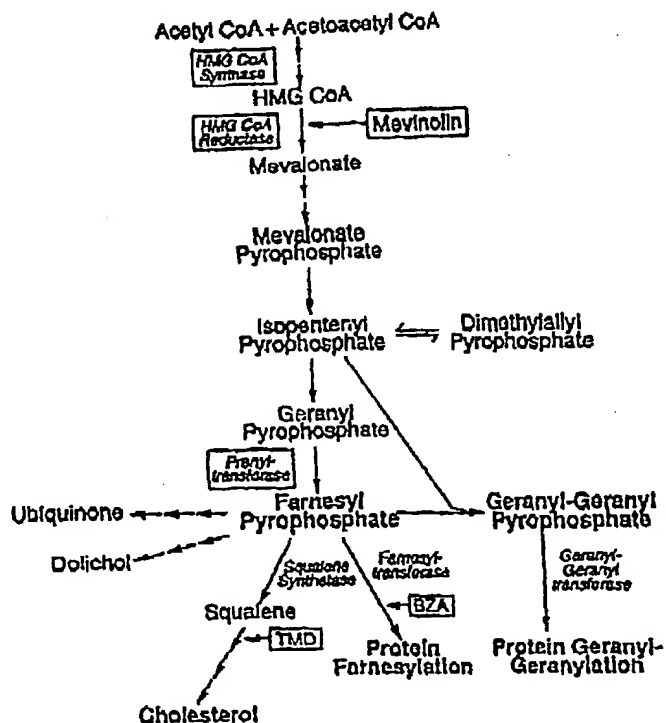 Acetyl CoA + Acetoacetyl CoA
HMG CoA
Synthase
HMG CoA
HMG CoA
Reductase
Mevinolin
Mevalonate
Mevalonate
Pyrophosphate
Isopentenyl
Pyrophosphate
Dimethylallyl
Pyrophosphate
Geranyl
Pyrophosphate
Prenyl-
transferase
Ubiquinone
Farnesyl
Pyrophosphate
Geranyl-Geranyl
Pyrophosphate
Dolichol
Squalene
Synthetase
Farnesyl-
transferase
Geranyl-
Geranyl
transferase
Squalene
BZA
TMD
Protein
Farnesylation
Protein Geranyl-
Geranylation
Cholesterol